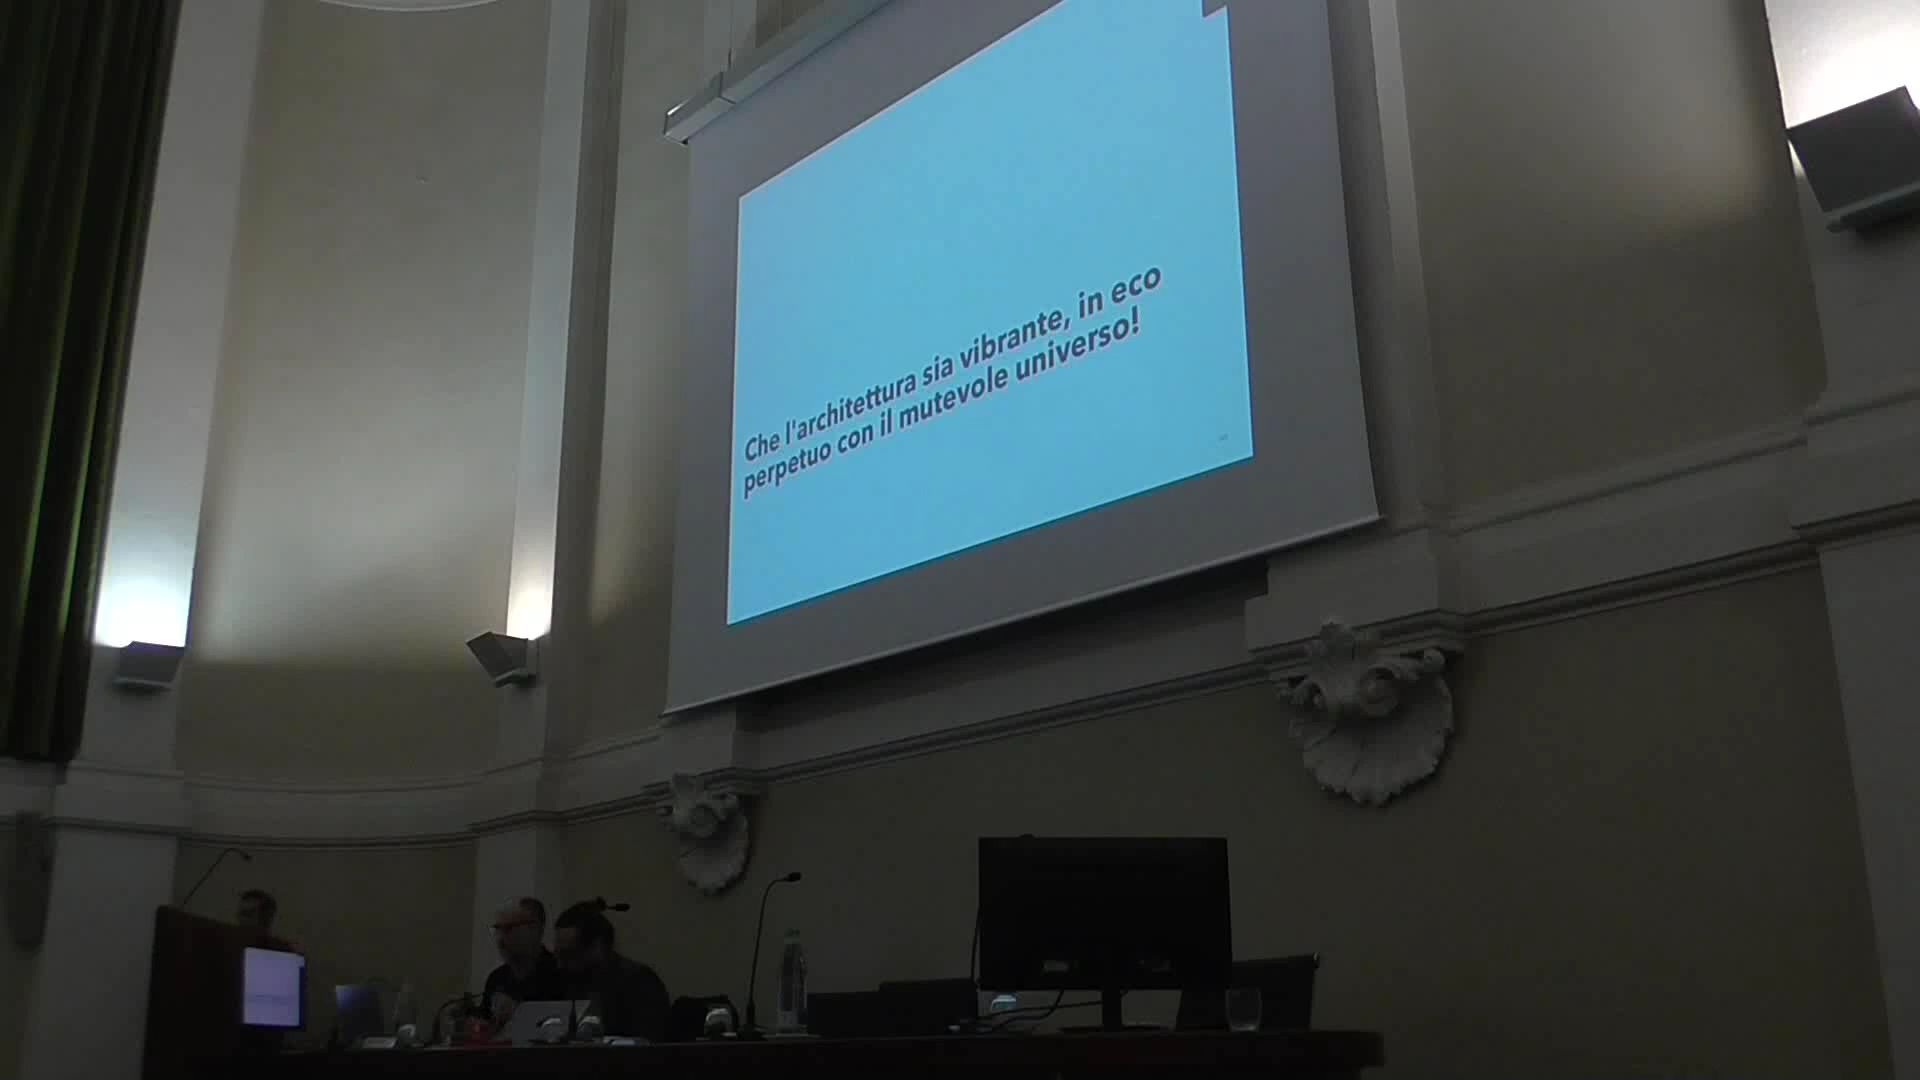 Che l'architettura sia vibrante, in eco
perpetuo con il mutevole universo!